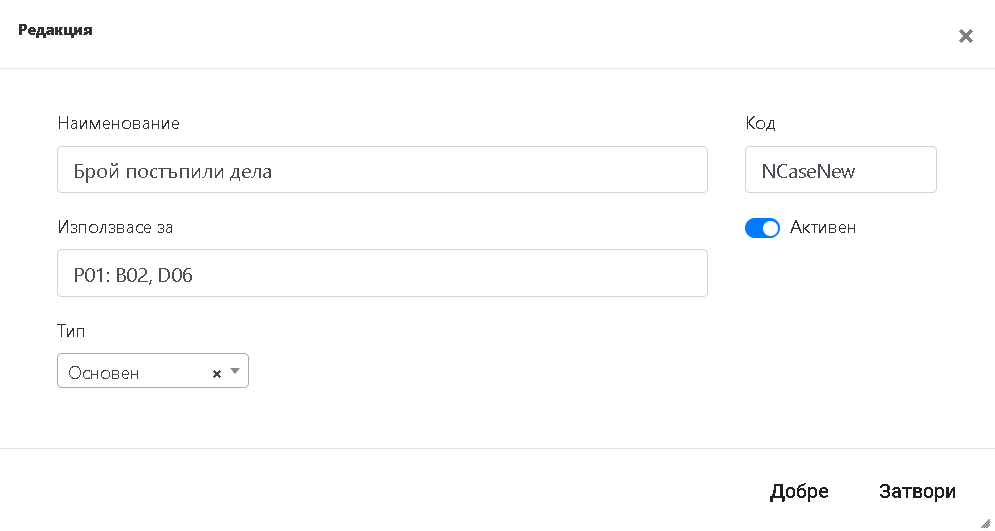 Редакция
×
Наименование
Код
Брой постъпили дела
NCaseNew
Използвасе за
Активен
P01: B02, D06
Тип
Основен ×
Добре
Затвори